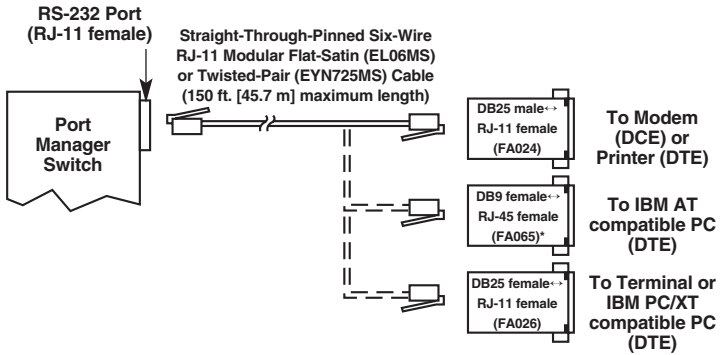 RS-232 Port
(RJ-11 female)
Straight-Through-Pinned Six-Wire
RJ-11 Modular Flat-Satin (EL06MS)
or Twisted-Pair (EYN725MS) Cable
(150 ft. [45.7 m] maximum length)
Port
Manager
Switch
DB25 male↔
RJ-11 female
(FA024)
To Modem
(DCE) or
Printer (DTE)
DB9 female↔
RJ-45 female
(FA065)*
To IBM AT
compatible PC
(DTE)
DB25 female↔
RJ-11 female
(FA026)
To Terminal or
IBM PC/XT
compatible PC
(DTE)